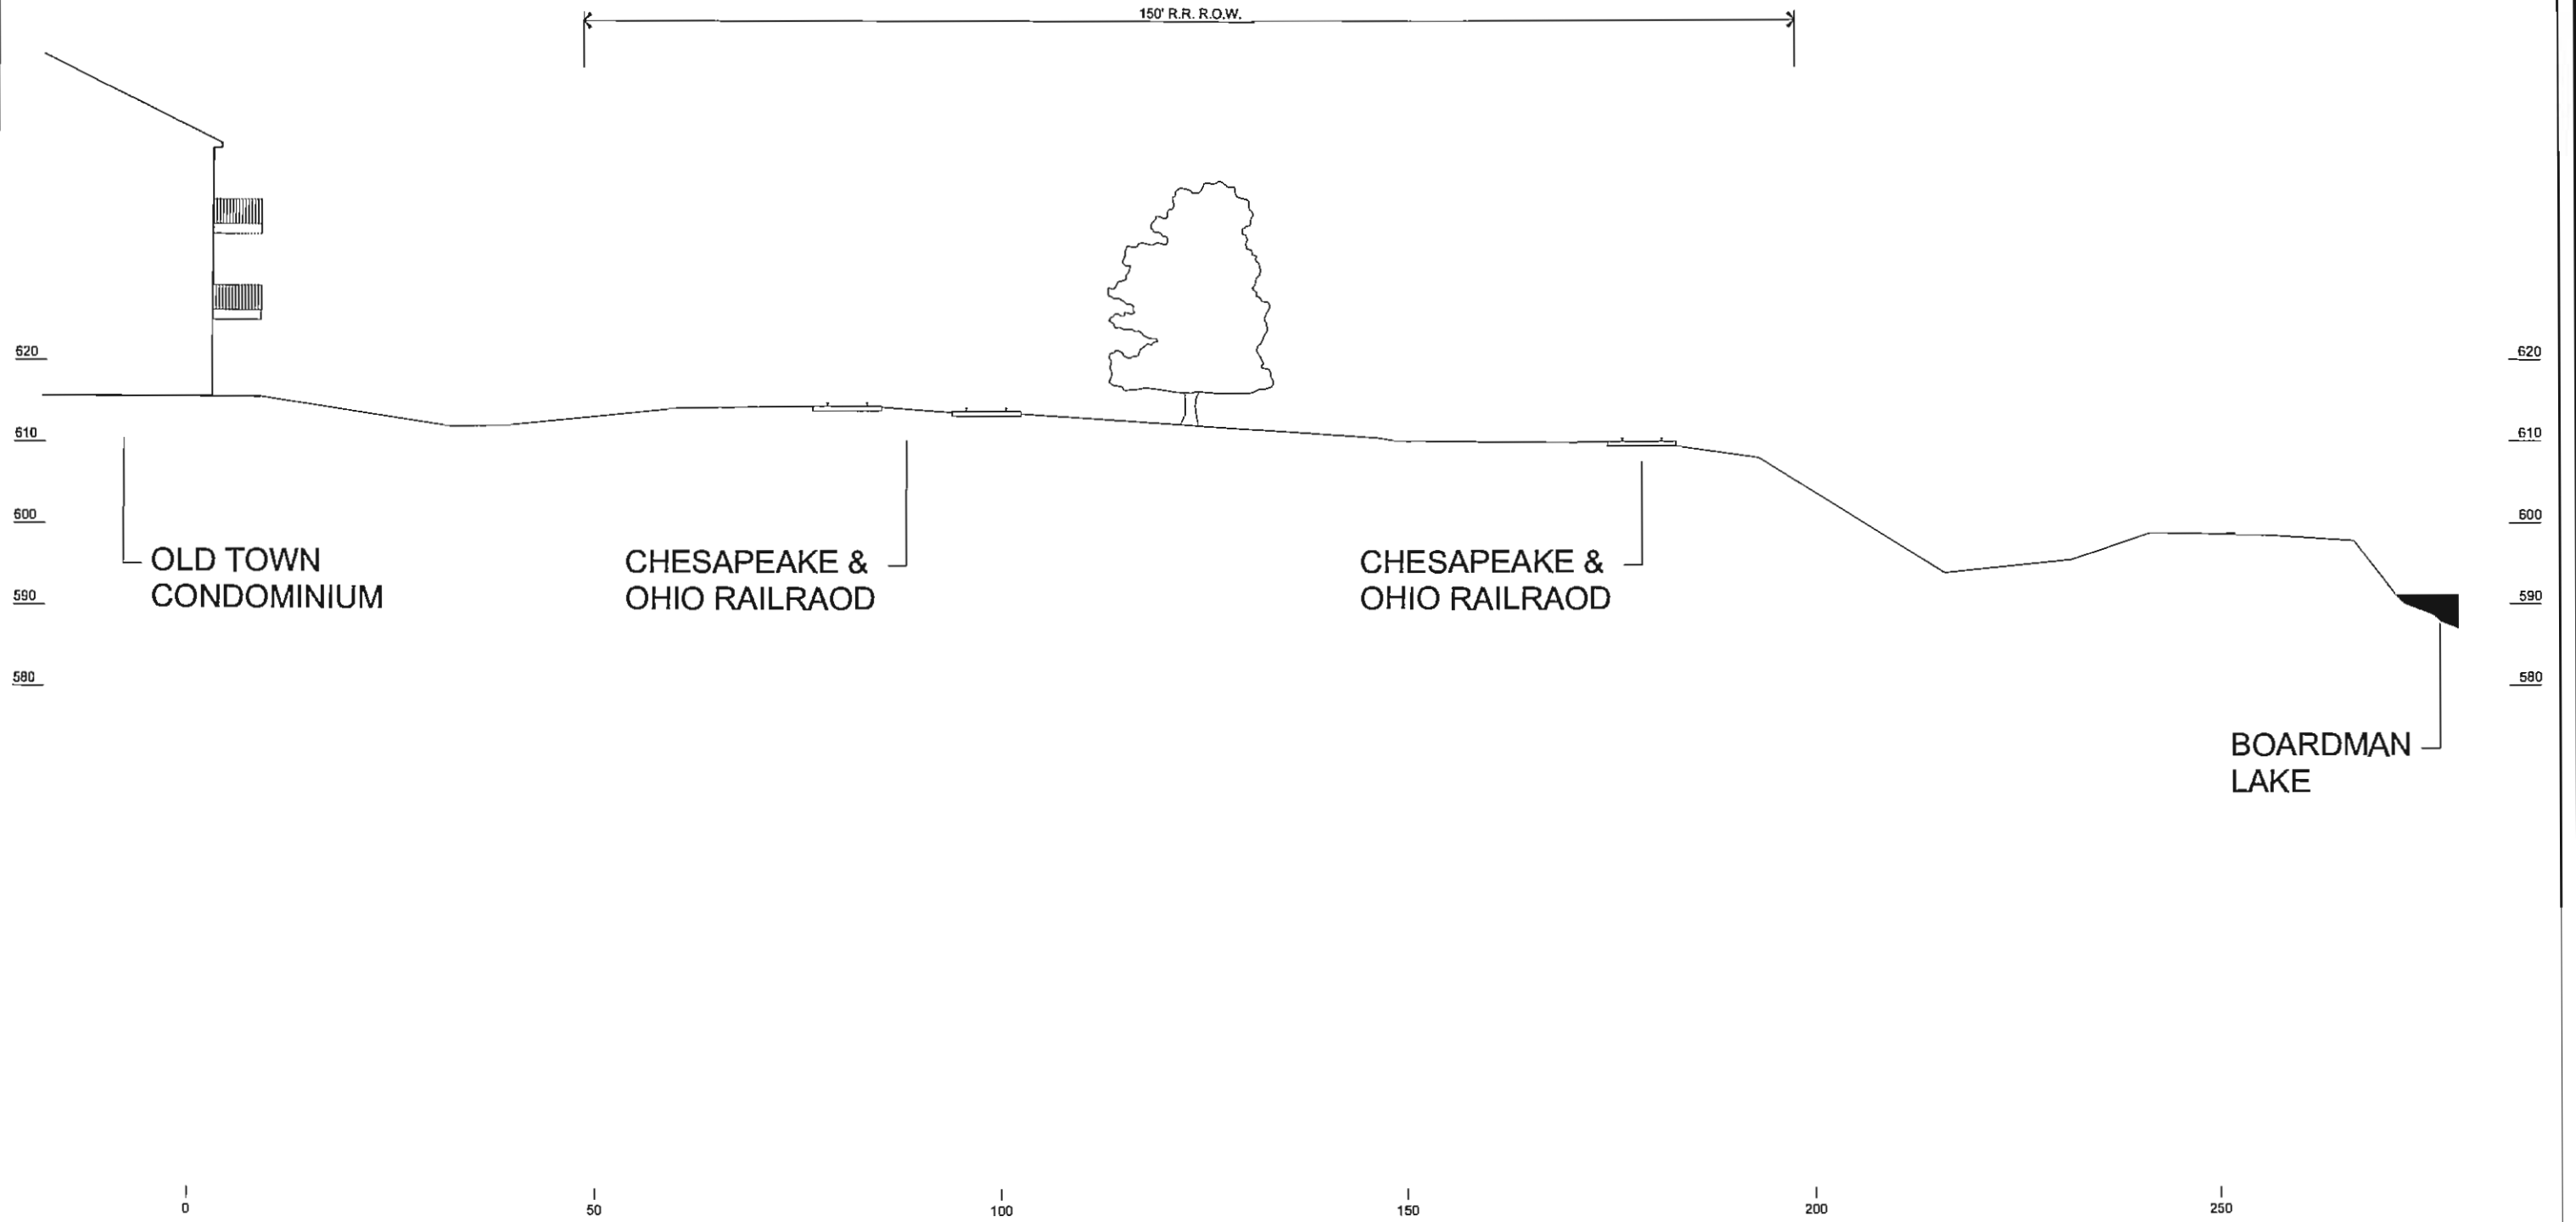 150' R.R. R.O.W.
620
620
610
610
600
600
OLD TOWN
CONDOMINIUM
CHESAPEAKE &
OHIO RAILRAOD
CHESAPEAKE &
OHIO RAILRAOD
590
590
580
580
BOARDMAN
LAKE
0
50
100
150
200
250